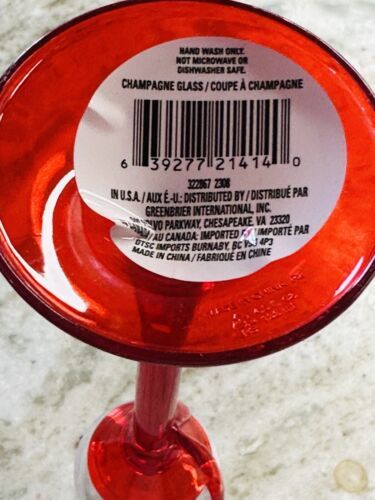 HAND WASH ONLY.
NOT MICROWAVE OR
DISHWASHER SAFE.
CHAMPAGNE GLASS / COUPE À CHAMPAGNE
6 39277 21414 0
322867 2308
IN U.S.A. / AUX É.-U.: DISTRIBUTED BY / DISTRIBUÉ PAR
GREENBRIER INTERNATIONAL, INC.
PARKWAY, CHESAPEAKE, VA 23320
/ AU CANADA: IMPORTED BY / IMPORTÉ PAR
DTSC IMPORTS BURNABY, BC 4P3
MADE IN CHINA / FABRIQUÉ EN CHINE